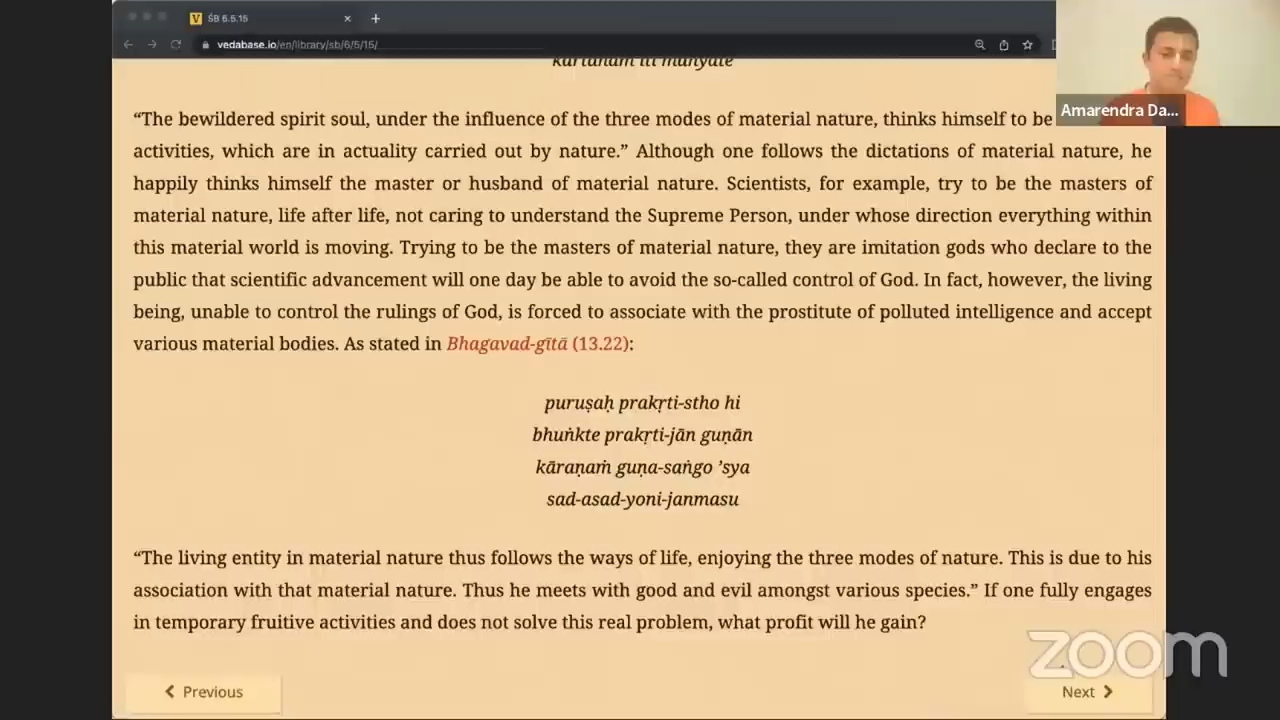 ŚB 6.5.15
vedabase.io/en/library/sb/6/5/15/
kartāham iti manyate
Amarendra Da...
“The bewildered spirit soul, under the influence of the three modes of material nature, thinks himself to be
activities, which are in actuality carried out by nature.” Although one follows the dictations of material nature, he
happily thinks himself the master or husband of material nature. Scientists, for example, try to be the masters of
material nature, life after life, not caring to understand the Supreme Person, under whose direction everything within
this material world is moving. Trying to be the masters of material nature, they are imitation gods who declare to the
public that scientific advancement will one day be able to avoid the so-called control of God. In fact, however, the living
being, unable to control the rulings of God, is forced to associate with the prostitute of polluted intelligence and accept
various material bodies. As stated in Bhagavad-gītā (13.22):
puruṣaḥ prakṛti-stho hi
bhuṅkte prakṛti-jān guṇān
kāraṇaṁ guṇa-saṅgo ’sya
sad-asad-yoni-janmasu
“The living entity in material nature thus follows the ways of life, enjoying the three modes of nature. This is due to his
association with that material nature. Thus he meets with good and evil amongst various species.” If one fully engages
in temporary fruitive activities and does not solve this real problem, what profit will he gain?
zoom
Previous
Next